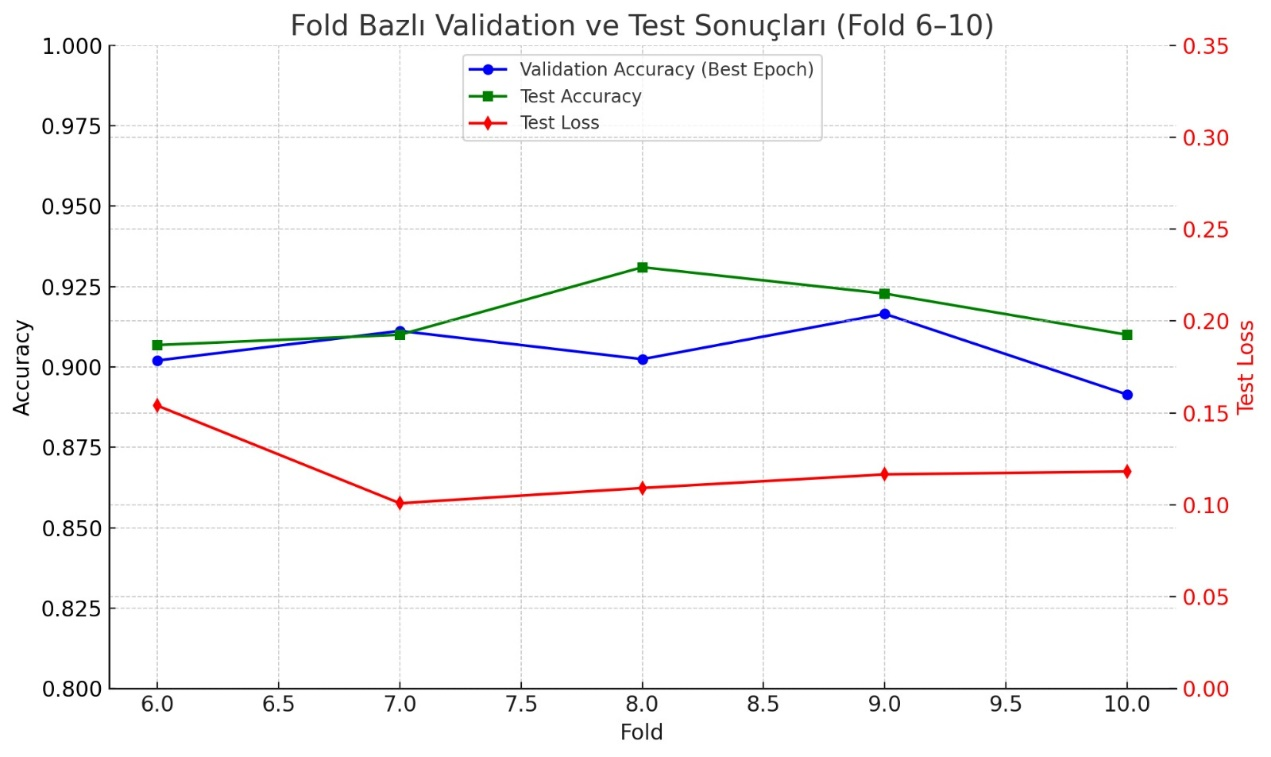 Fold Bazlı Validation ve Test Sonuçları (Fold 6–10)
Validation Accuracy (Best Epoch)
Test Accuracy
Test Loss
Accuracy
1.000
0.975
0.950
0.925
0.900
0.875
0.850
0.825
0.800
0.35
0.30
0.25
0.20
0.15
0.10
0.05
0.00
Test Loss
6.0 6.5 7.0 7.5 8.0 8.5 9.0 9.5 10.0
Fold